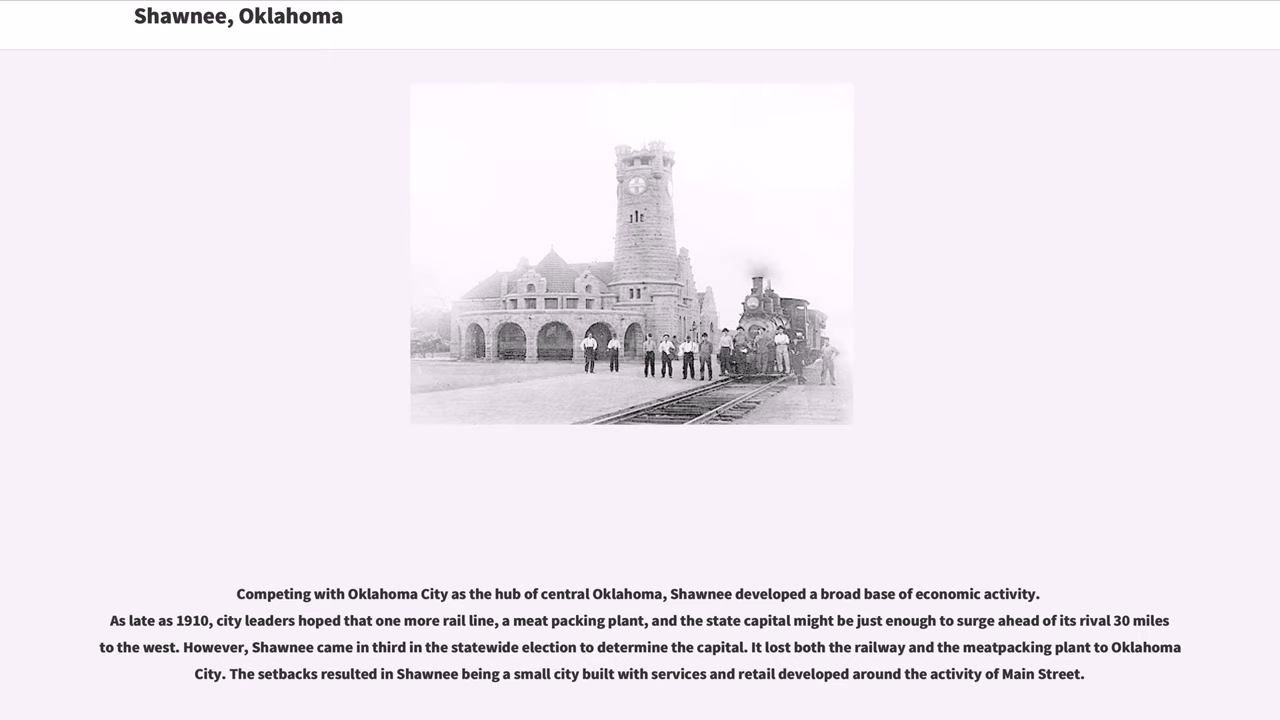 Shawnee, Oklahoma
Competing with Oklahoma City as the hub of central Oklahoma, Shawnee developed a broad base of economic activity.
As late as 1910, city leaders hoped that one more rail line, a meat packing plant, and the state capital might be just enough to surge ahead of its rival 30 miles
to the west. However, Shawnee came in third in the statewide election to determine the capital. It lost both the railway and the meatpacking plant to Oklahoma
City. The setbacks resulted in Shawnee being a small city built with services and retail developed around the activity of Main Street.